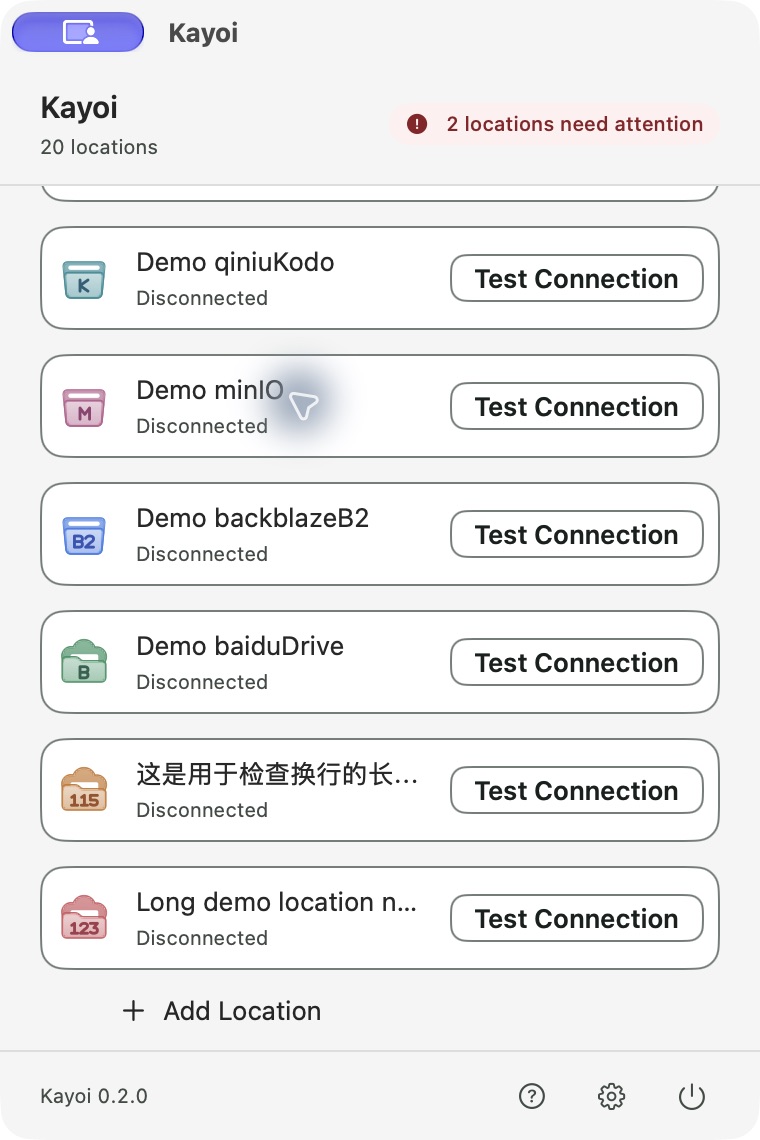 Kayoi
Kayoi
20 locations
2 locations need attention
Demo qiniuKodo
Disconnected
Test Connection
K
Demo minIO
Disconnected
Test Connection
M
Demo backblazeB2
Disconnected
Test Connection
B2
Demo baiduDrive
Disconnected
Test Connection
B
这是用于检查换行的长...
Disconnected
Test Connection
115
Long demo location n...
Disconnected
Test Connection
123
Add Location
Kayoi 0.2.0